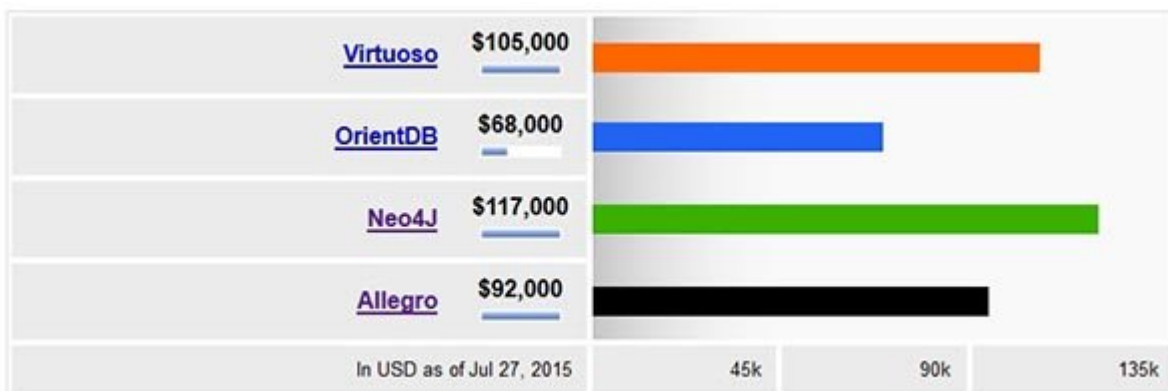 Virtuoso $105,000
OrientDB $68,000
Neo4J $117,000
Allegro $92,000
In USD as of Jul 27, 2015 45k 90k 135k